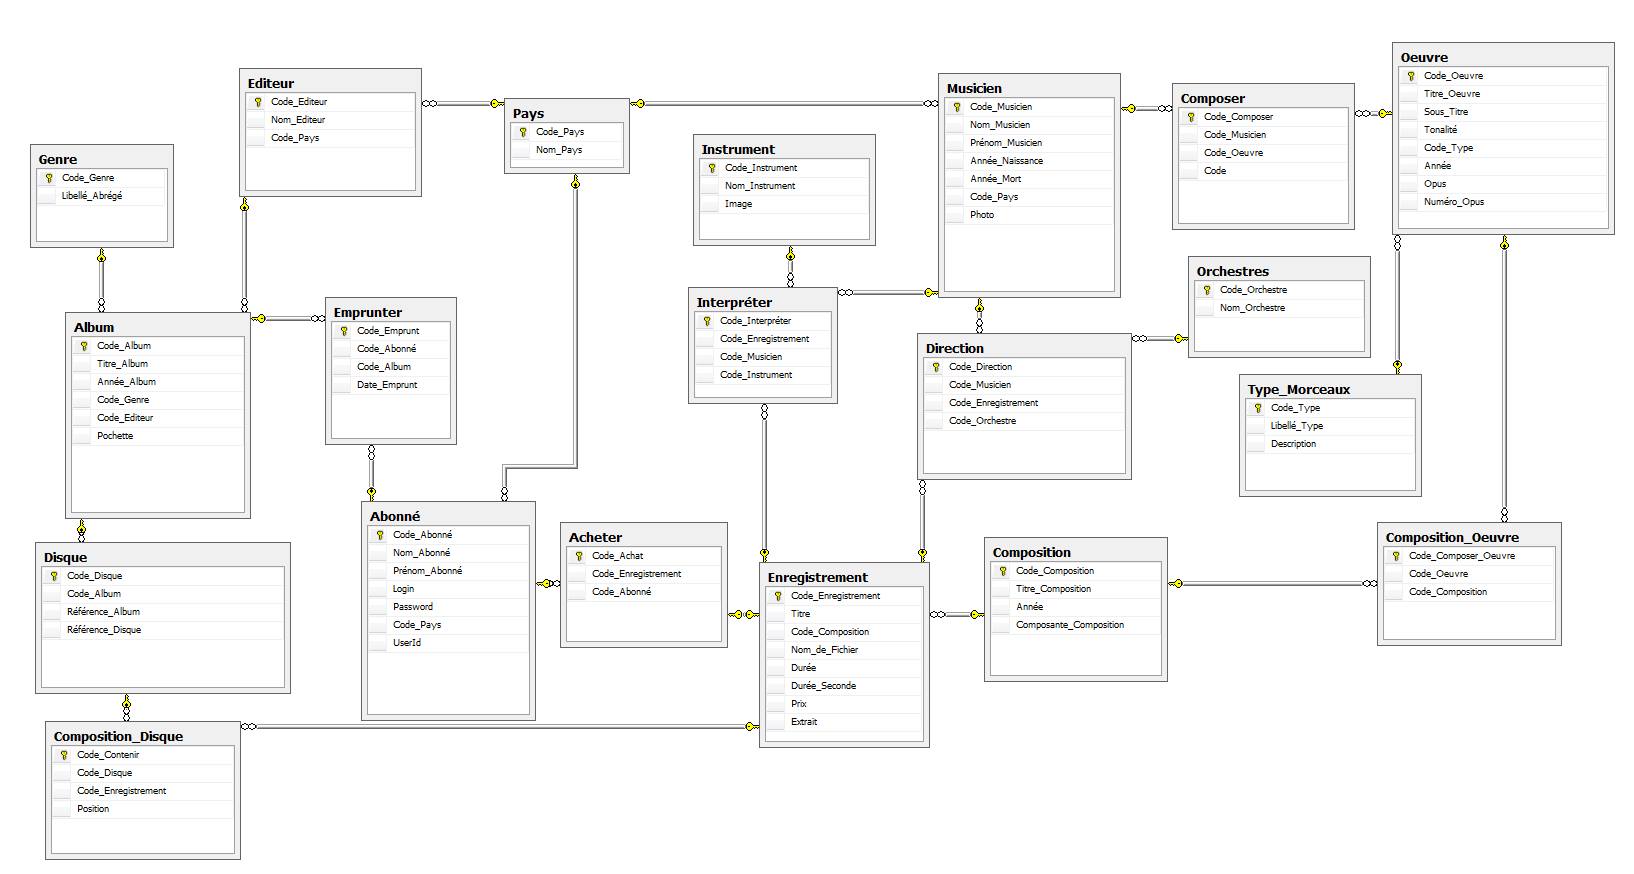 Editeur
Code_Editeur
Nom_Editeur
Code_Pays
Pays
Code_Pays
Nom_Pays
Musicien
Code_Musicien
Nom_Musicien
Prénom_Musicien
Année_Naissance
Année_Mort
Code_Pays
Photo
Composer
Code_Composer
Code_Musicien
Code_Oeuvre
Code
Oeuvre
Code_Oeuvre
Titre_Oeuvre
Sous_Titre
Tonalité
Code_Type
Année
Opus
Numéro_Opus
Genre
Code_Genre
Libellé_Abrégé
Instrument
Code_Instrument
Nom_Instrument
Image
Orchestres
Code_Orchestre
Nom_Orchestre
Album
Code_Album
Titre_Album
Année_Album
Code_Genre
Code_Editeur
Pochette
Emprunter
Code_Emprunt
Code_Abonné
Code_Album
Date_Emprunt
Interpréter
Code_Interpréter
Code_Enregistrement
Code_Musicien
Code_Instrument
Direction
Code_Direction
Code_Musicien
Code_Enregistrement
Code_Orchestre
Type_Morceaux
Code_Type
Libellé_Type
Description
Disque
Code_Disque
Code_Album
Référence_Album
Référence_Disque
Abonné
Code_Abonné
Nom_Abonné
Prénom_Abonné
Login
Password
Code_Pays
UserId
Acheter
Code_Achat
Code_Enregistrement
Code_Abonné
Enregistrement
Code_Enregistrement
Titre
Code_Composition
Nom_de_Fichier
Durée
Durée_Seconde
Prix
Extrait
Composition
Code_Composition
Titre_Composition
Année
Composante_Composition
Composition_Oeuvre
Code_Composer_Oeuvre
Code_Oeuvre
Code_Composition
Composition_Disque
Code_Contenir
Code_Disque
Code_Enregistrement
Position